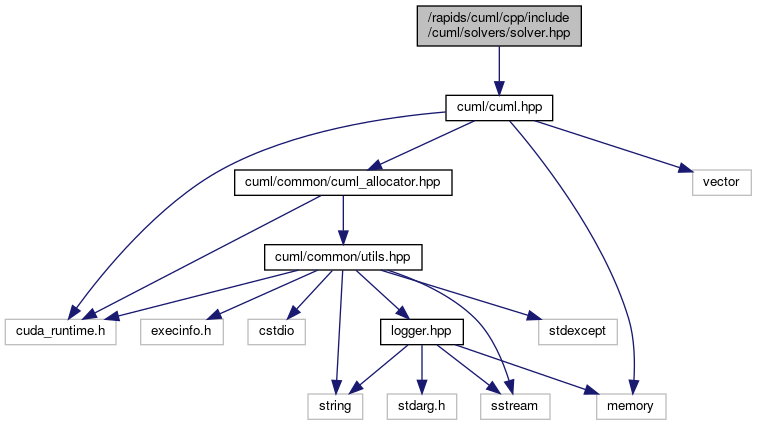 /rapids/cuml/cpp/include
/cuml/solvers/solver.hpp
cuml/cuml.hpp
cuml/common/cuml_allocator.hpp
vector
cuml/common/utils.hpp
cuda_runtime.h
execinfo.h
cstdio
logger.hpp
stdexcept
string
stdarg.h
sstream
memory